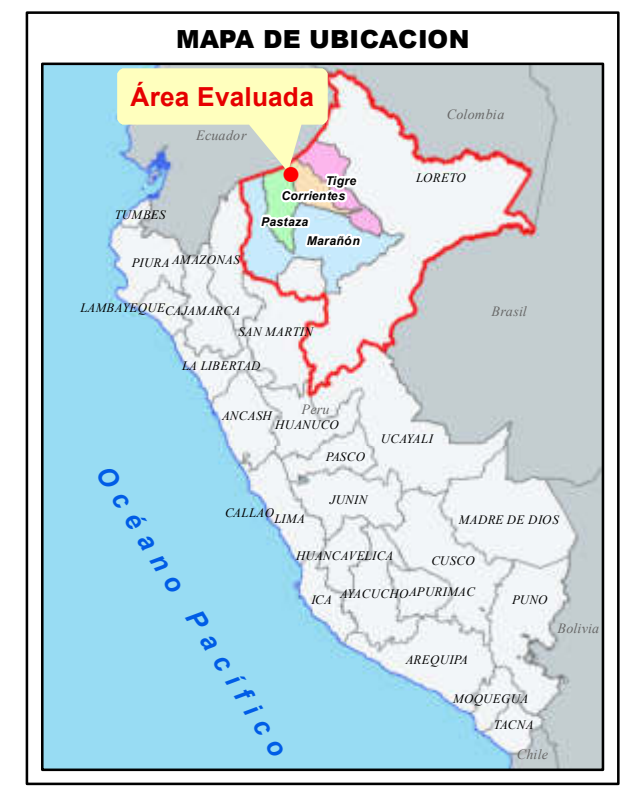 MAPA DE UBICACION
Área Evaluada
Colombia
Ecuador
LORETO
Tigre
Corrientes
TUMBES
Pastaza
Marañón
PIURA
AMAZONAS
LAMBAYEQUE
CAJAMARCA
Brasil
SAN MARTIN
LA LIBERTAD
Peru
ANCASH
HUANUCO
UCAYALI
PASCO
JUNIN
CALLAO
LIMA
MADRE DE DIOS
HUANCAVELICA
CUSCO
ICA
AYACUCHO
APURIMAC
PUNO
Bolivia
AREQUIPA
MOQUEGUA
TACNA
Chile
Océano Pacífico